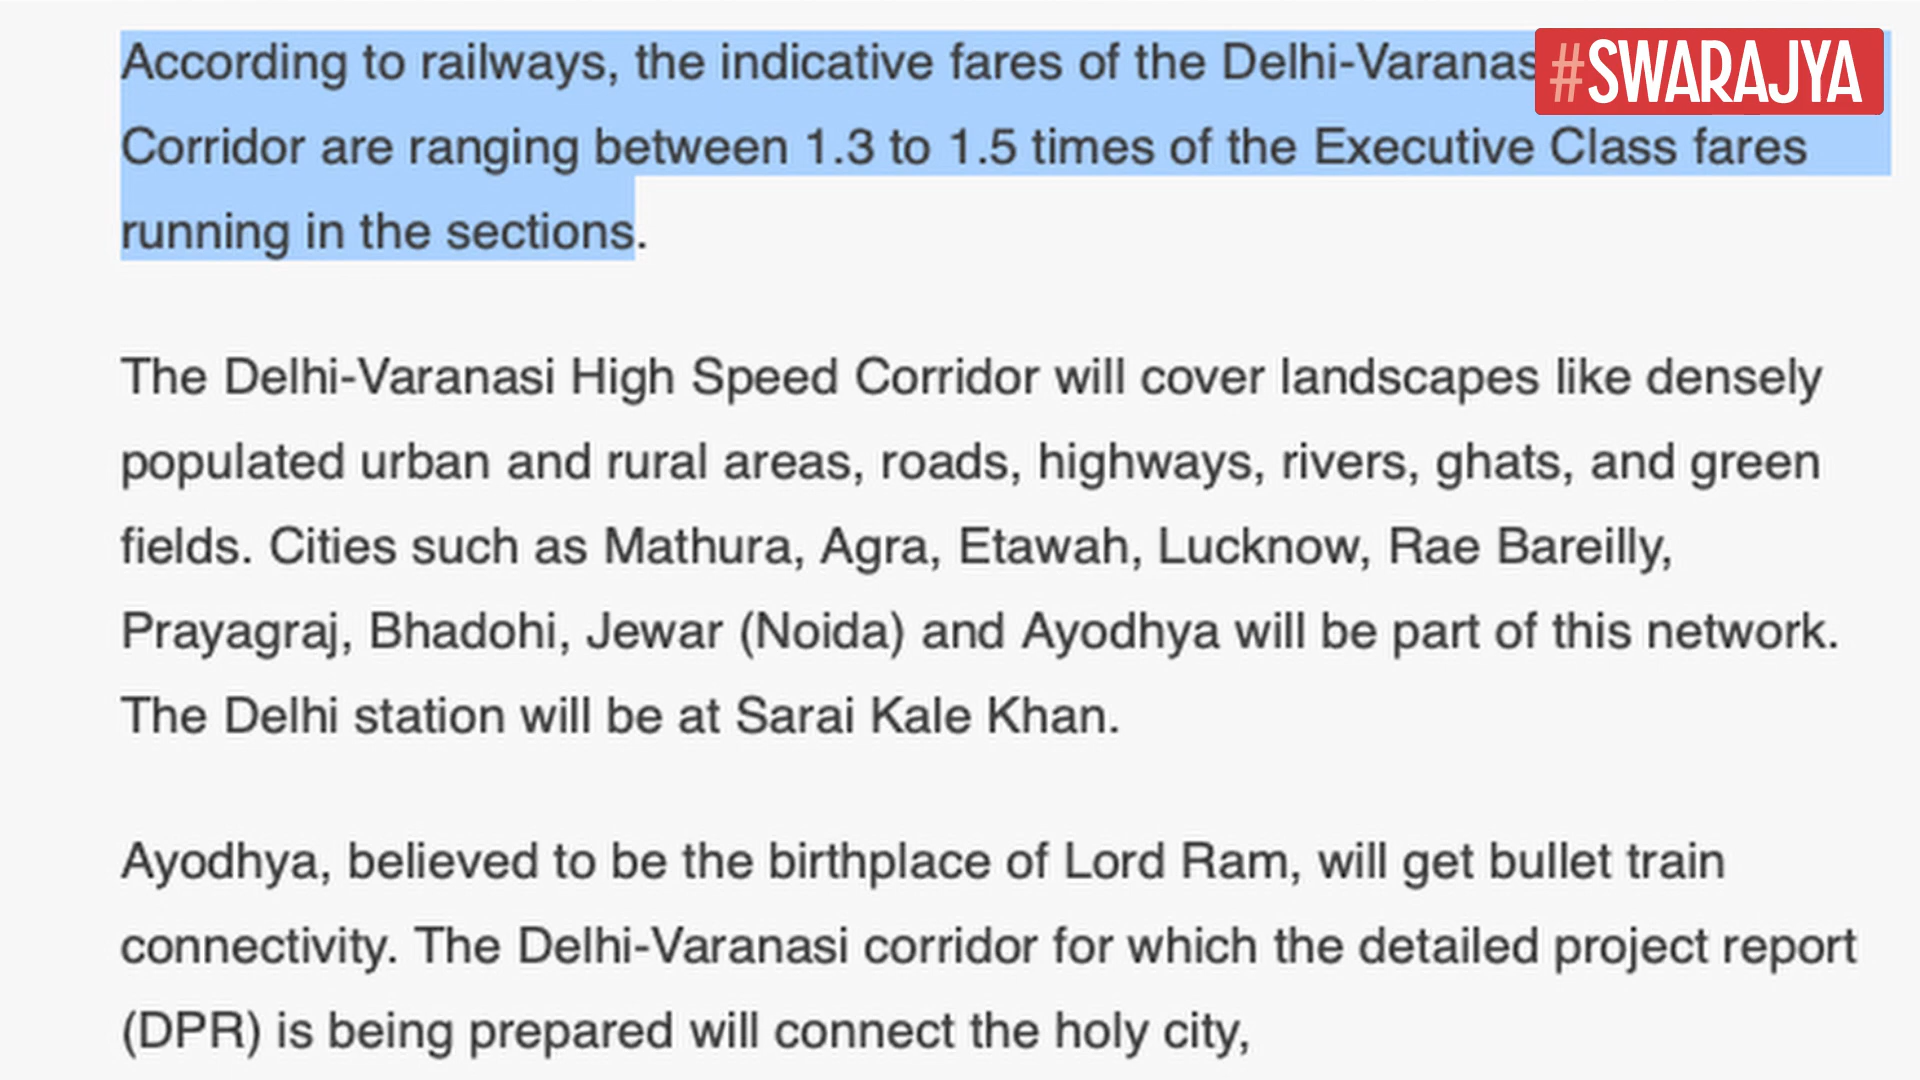 According to railways, the indicative fares of the Delhi-Varanas
#SWARAJYA
Corridor are ranging between 1.3 to 1.5 times of the Executive Class fares
running in the sections.
The Delhi-Varanasi High Speed Corridor will cover landscapes like densely
populated urban and rural areas, roads, highways, rivers, ghats, and green
fields. Cities such as Mathura, Agra, Etawah, Lucknow, Rae Bareilly,
Prayagraj, Bhadohi, Jewar (Noida) and Ayodhya will be part of this network.
The Delhi station will be at Sarai Kale Khan.
Ayodhya, believed to be the birthplace of Lord Ram, will get bullet train
connectivity. The Delhi-Varanasi corridor for which the detailed project report
(DPR) is being prepared will connect the holy city,